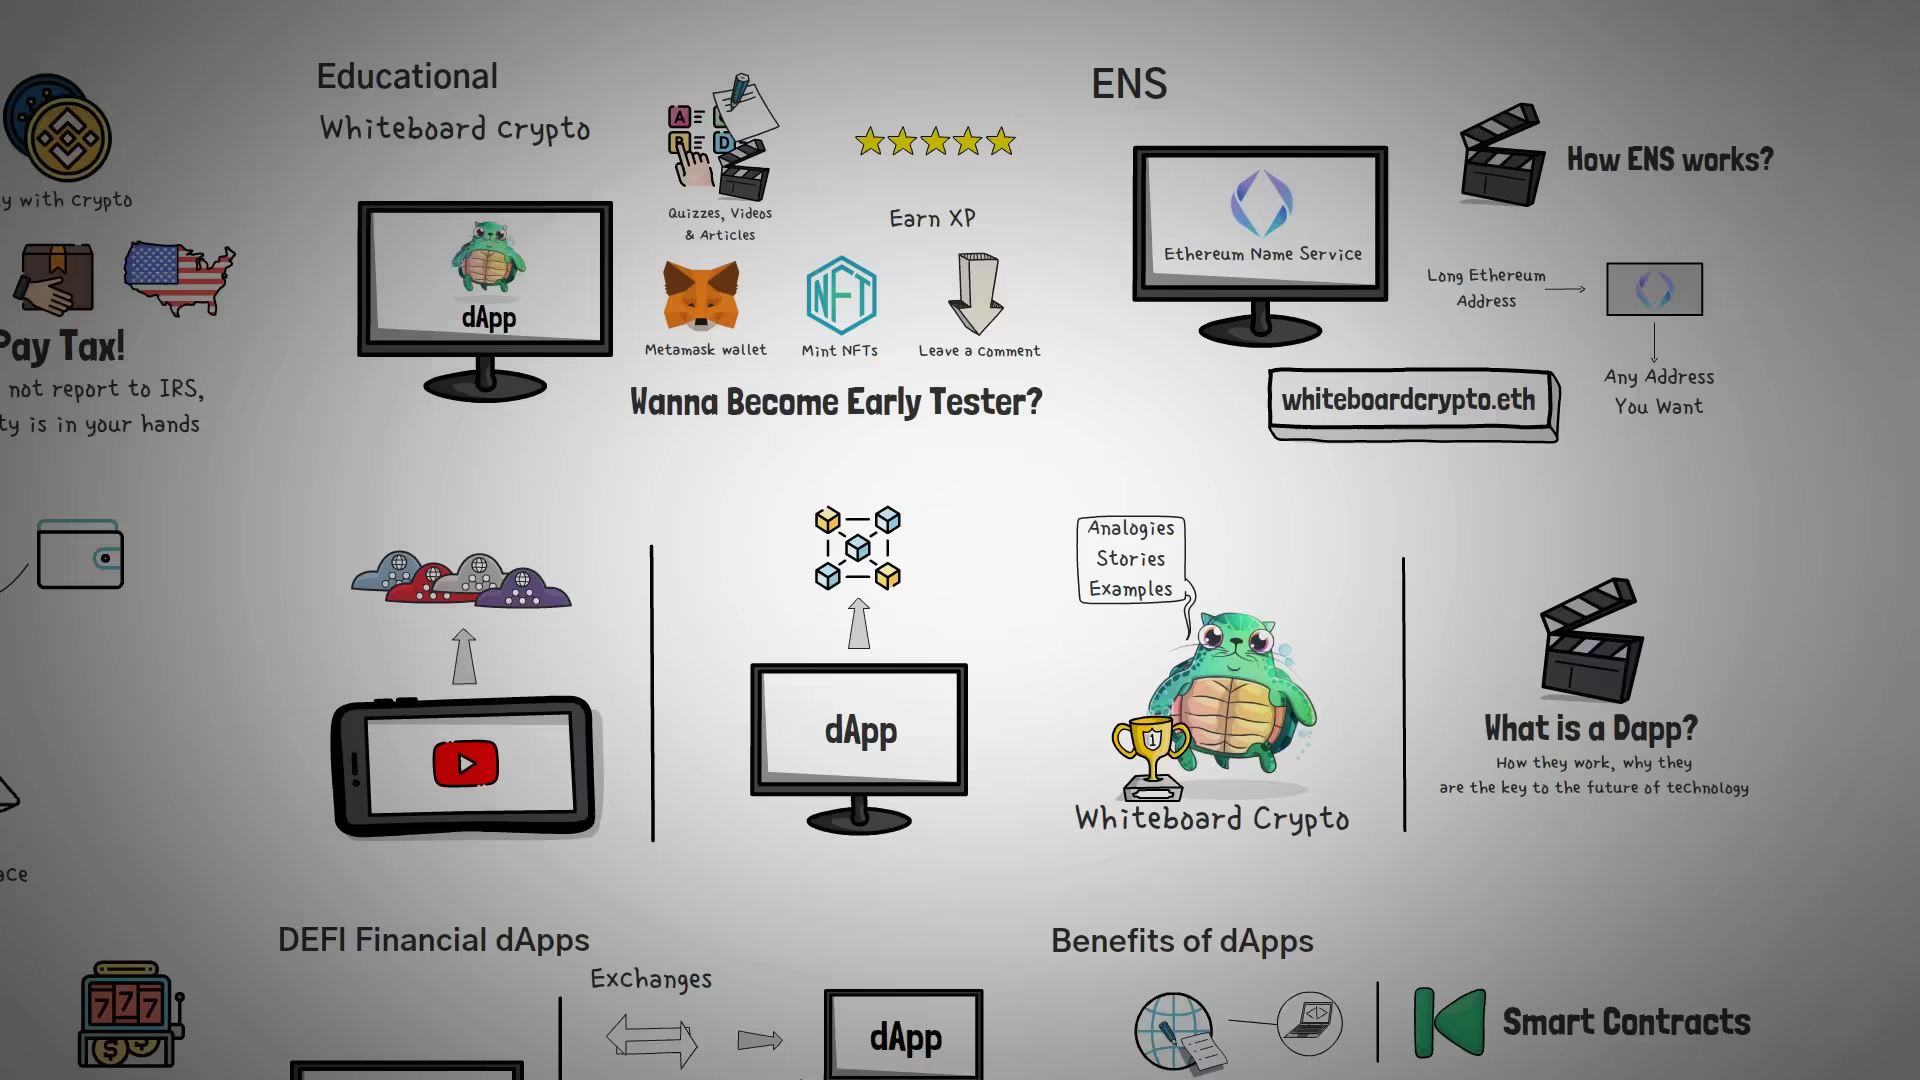 Educational
Whiteboard Crypto
dApp
A
D
Quizzes, Videos
& Articles
Earn XP
Metamask wallet
NFT
Mint NFTs
Leave a comment
Wanna Become Early Tester?
ENS
Ethereum Name Service
How ENS works?
Long Ethereum
Address
Any Address
You Want
whiteboardcrypto.eth
y with crypto
Pay Tax!
not report to IRS,
ty is in your hands
dApp
Analogies
Stories
Examples
1
Whiteboard Crypto
What is a Dapp?
How they work, why they
are the key to the future of technology
ace
777
$
DEFI Financial dApps
Exchanges
dApp
Benefits of dApps
</>
Smart Contracts